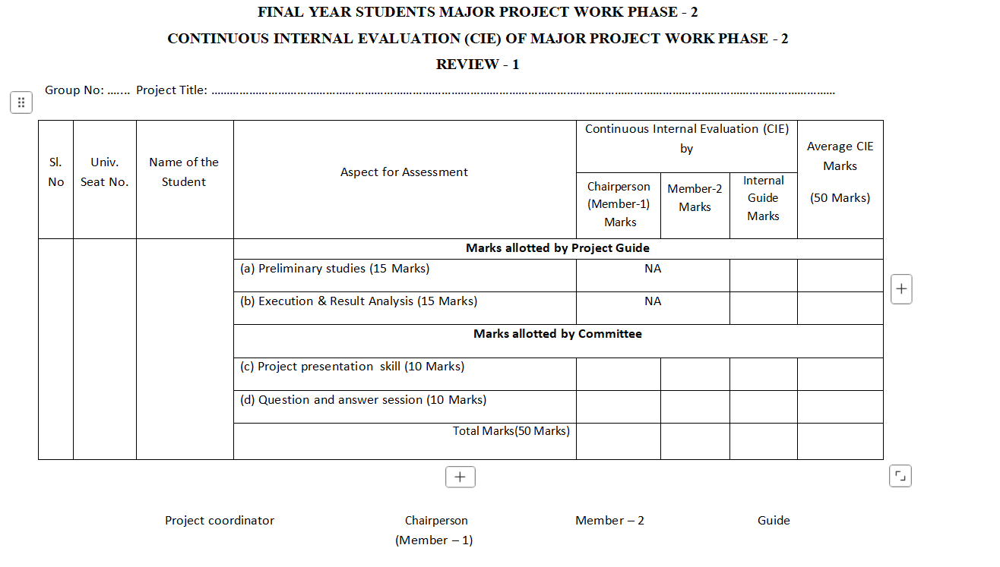 FINAL YEAR STUDENTS MAJOR PROJECT WORK PHASE - 2
CONTINUOUS INTERNAL EVALUATION (CIE) OF MAJOR PROJECT WORK PHASE - 2
REVIEW - 1
Group No: ....... Project Title: ................................................................................................................................................................
Sl.
No
Univ.
Seat No.
Name of the
Student
Aspect for Assessment
Continuous Internal Evaluation (CIE)
by
Chairperson
(Member-1)
Marks
Member-2
Marks
Internal
Guide
Marks
Average CIE
Marks
(50 Marks)
Marks allotted by Project Guide
(a) Preliminary studies (15 Marks)
NA
(b) Execution & Result Analysis (15 Marks)
NA
Marks allotted by Committee
(c) Project presentation skill (10 Marks)
(d) Question and answer session (10 Marks)
Total Marks(50 Marks)
Project coordinator
Chairperson
(Member – 1)
Member – 2
Guide